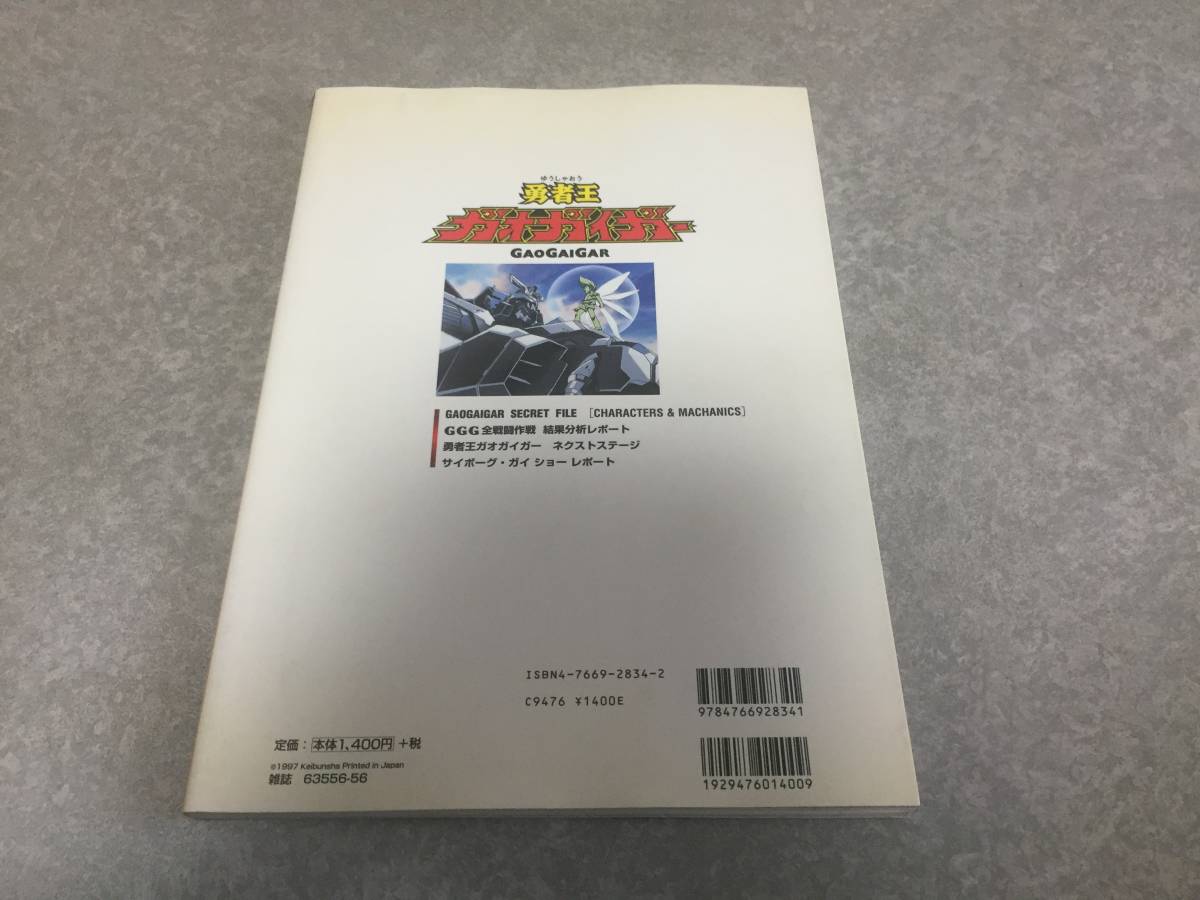 ゆうしゃおう
勇者王
ガオガイガー
GAOGAIGAR
GAOGAIGAR SECRET FILE [CHARACTERS & MACHANICS]
GGG全戦闘作戦 結果分析レポート
勇者王ガオガイガー ネクストステージ
サイボーグ・ガイ ショー レポート
ISBN4-7669-2834-2
C9476 ¥1400E
9784766928341
定価：本体1,400円＋税
©1997 Keibunsha Printed in Japan
雑誌 63556-56
1929476014009